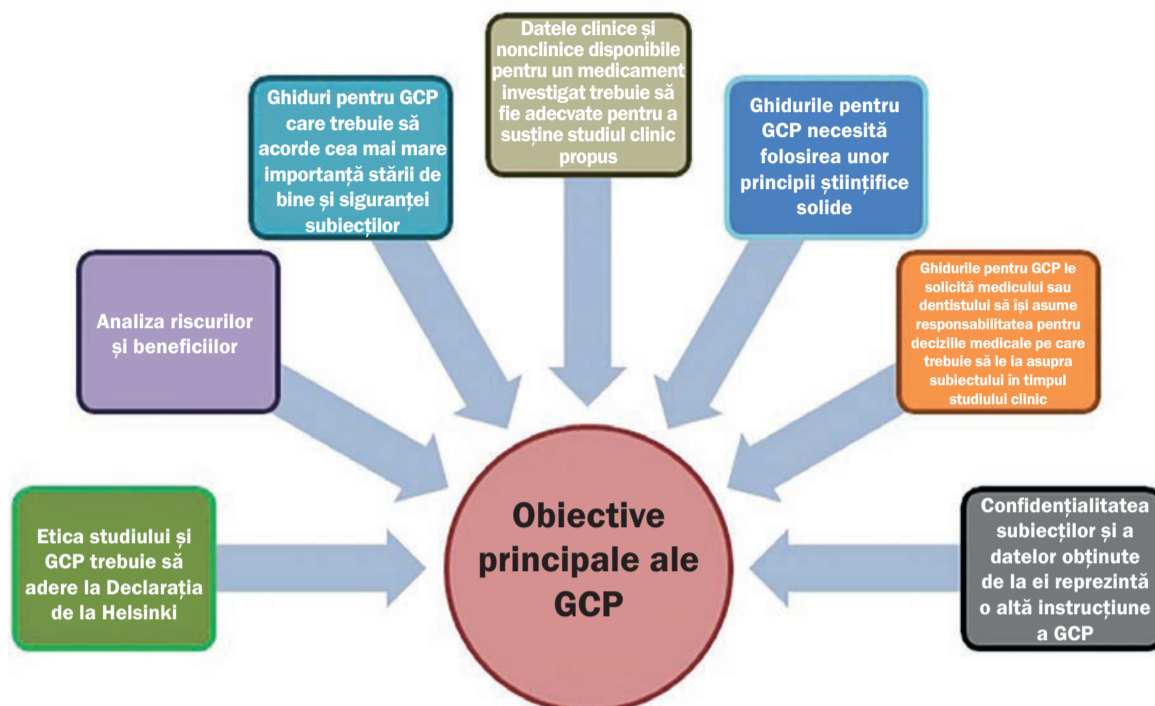 Datele clinice și
nonclinice disponibile
pentru un medicament
investigat trebuie să
fie adecvate pentru a
susține studiul clinic
propus
Ghiduri pentru GCP
care trebuie să
acorde cea mai mare
importanță stării de
bine și siguranței
subiecților
Ghidurile pentru
GCP necesită
folosirea unor
principii științifice
solide
Analiza riscurilor
și beneficiilor
Ghidurile pentru GCP le
solicită medicului sau
dentistului să își asume
responsabilitatea pentru
deciziile medicale pe care
trebuie să le ia asupra
subiectului în timpul
studiului clinic
Etica studiului și
GCP trebuie să
adere la Declarația
de la Helsinki
Obiective
principale ale
GCP
Confidențialitatea
subiecților și a
datelor obținute
de la ei reprezintă
o altă instrucțiune
a GCP